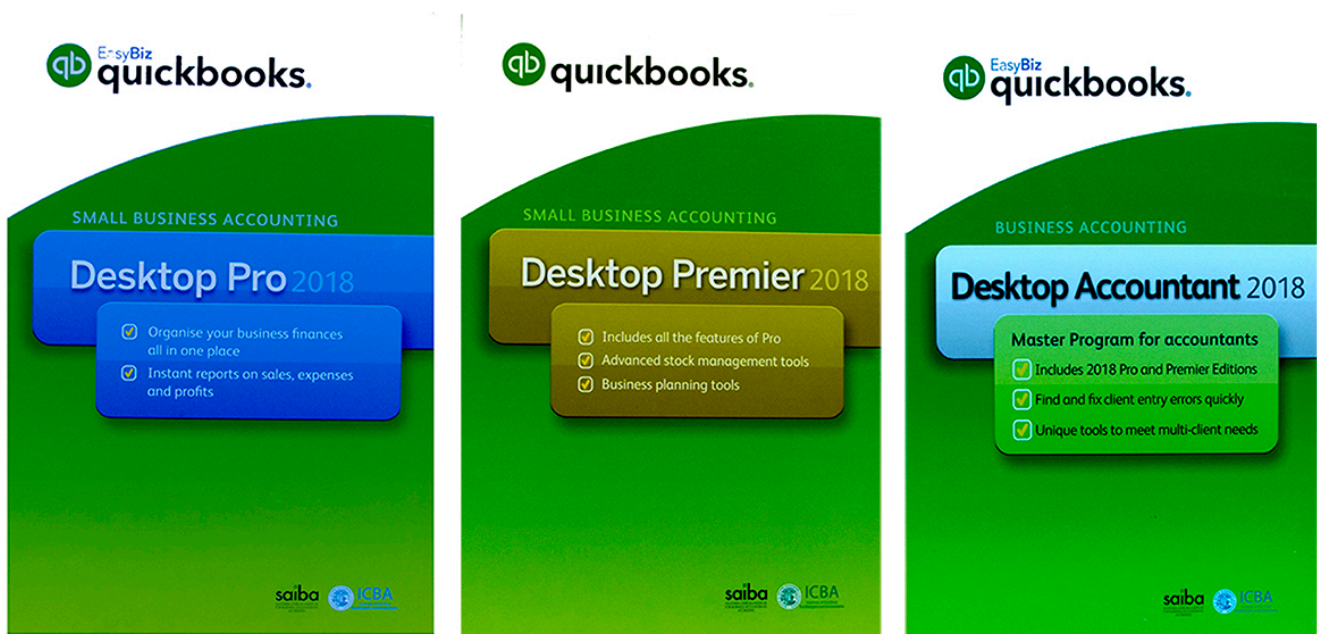 qb EasyBiz
quickbooks.
SMALL BUSINESS ACCOUNTING
Desktop Pro 2018
Organise your business finances
all in one place
Instant reports on sales, expenses
and profits
saiba
ICBA
qb quickbooks.
SMALL BUSINESS ACCOUNTING
Desktop Premier 2018
Includes all the features of Pro
Advanced stock management tools
Business planning tools
saiba
ICBA
qb EasyBiz
quickbooks.
BUSINESS ACCOUNTING
Desktop Accountant 2018
Master Program for accountants
Includes 2018 Pro and Premier Editions
Find and fix client entry errors quickly
Unique tools to meet multi-client needs
saiba
ICBA